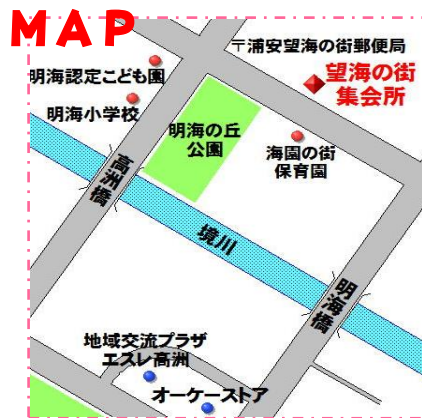 MAP
〒浦安望海の街郵便局
明海認定こども園
望海の街
集会所
明海小学校
明海の丘
公園
海園の街
保育園
高洲橋
境川
明海橋
地域交流プラザ
エスレ高洲
オーケーストア